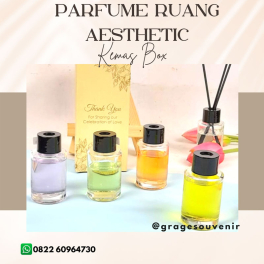 PARFUME RUANG
AESTHETIC
Kemas Box
Thank You
@gragesouvenir
0822 60964730